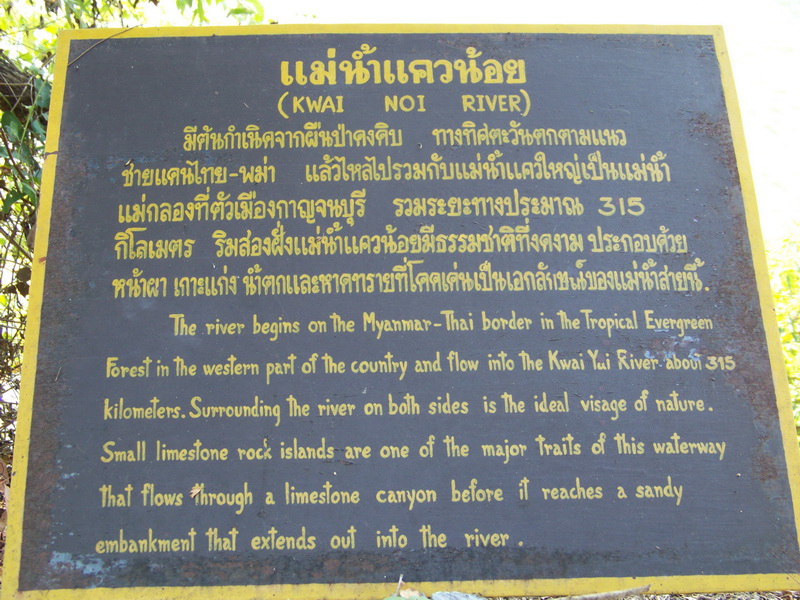 แม่น้ำแควน้อย
(KWAI NOI RIVER)
มีต้นกำเนิดจากผืนป่าดงดิบ ทางทิศตะวันตกตามแนว
ชายแดนไทย-พม่า แล้วไหลไปรวมกับแม่น้ำแควใหญ่เป็นแม่น้ำ
แม่กลองที่ตัวเมืองกาญจนบุรี รวมระยะทางประมาณ 315
กิโลเมตร ริมสองฝั่งแม่น้ำแควน้อยมีธรรมชาติที่งดงาม ประกอบด้วย
หน้าผา เกาะแก่ง น้ำตกและหาดทรายที่โดดเด่นเป็นเอกลักษณ์ของแม่น้ำสายนี้.
The river begins on the Myanmar-Thai border in the Tropical Evergreen
Forest in the western part of the country and flow into the Kwai Yai River about 315
kilometers. Surrounding the river on both sides is the ideal visage of nature.
Small limestone rock islands are one of the major traits of this waterway
that flows through a limestone canyon before it reaches a sandy
embankment that extends out into the river.